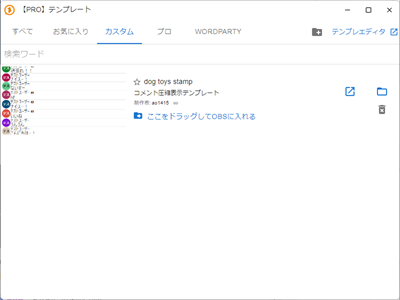 【PRO】テンプレート
すべて お気に入り カスタム プロ WORDPARTY テンプレエディタ
検索ワード
dog toys stamp
コメント圧縮表示テンプレート
制作者: ao1418
ここをドラッグしてOBSに入れる